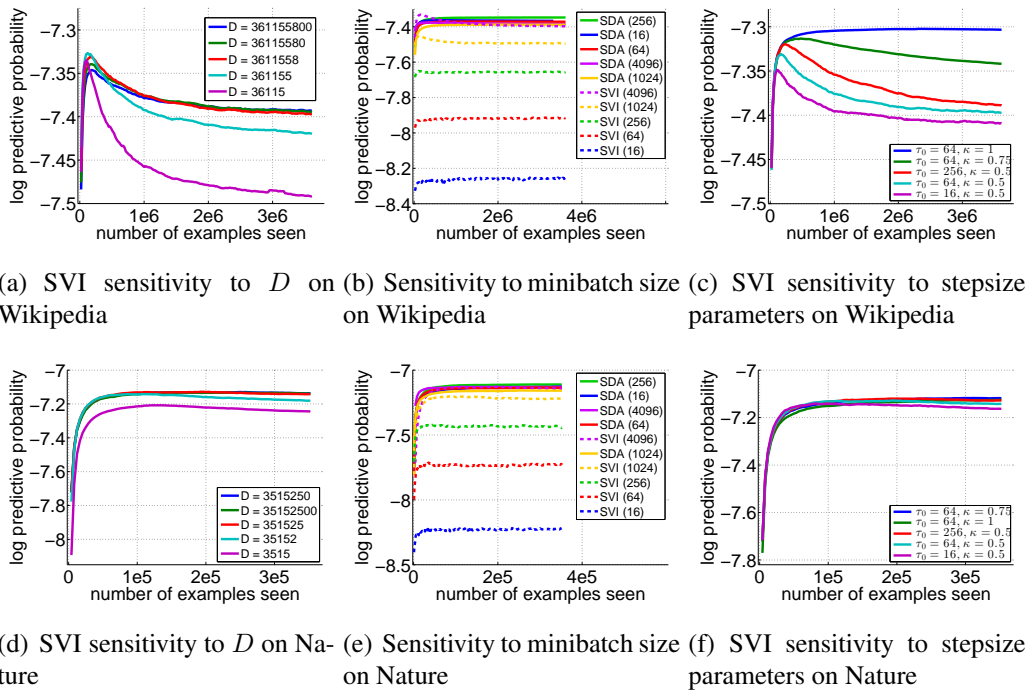 log predictive probability
−7.3
−7.35
−7.4
−7.45
−7.5
0
1e6
2e6
3e6
number of examples seen
D = 361155800
D = 36115580
D = 3611558
D = 361155
D = 36115
log predictive probability
−7.4
−7.6
−7.8
−8
−8.2
−8.4
0
2e6
4e6
6e6
number of examples seen
SDA (256)
SDA (16)
SDA (64)
SDA (4096)
SDA (1024)
SVI (4096)
SVI (1024)
SVI (256)
SVI (64)
SVI (16)
log predictive probability
−7.3
−7.35
−7.4
−7.45
−7.5
0
1e6
2e6
3e6
number of examples seen
τ0 = 64, κ = 1
τ0 = 64, κ = 0.75
τ0 = 256, κ = 0.5
τ0 = 64, κ = 0.5
τ0 = 16, κ = 0.5
(a) SVI sensitivity to D on
Wikipedia
(b) Sensitivity to minibatch size
on Wikipedia
(c) SVI sensitivity to stepsize
parameters on Wikipedia
log predictive probability
−7
−7.2
−7.4
−7.6
−7.8
−8
0
1e5
2e5
3e5
number of examples seen
D = 3515250
D = 35152500
D = 351525
D = 35152
D = 3515
log predictive probability
−7
−7.5
−8
−8.5
0
2e5
4e5
number of examples seen
SDA (256)
SDA (16)
SDA (4096)
SDA (64)
SVI (4096)
SDA (1024)
SVI (1024)
SVI (256)
SVI (64)
SVI (16)
log predictive probability
−7
−7.2
−7.4
−7.6
−7.8
0
1e5
2e5
3e5
number of examples seen
τ0 = 64, κ = 0.75
τ0 = 64, κ = 1
τ0 = 256, κ = 0.5
τ0 = 64, κ = 0.5
τ0 = 16, κ = 0.5
(d) SVI sensitivity to D on Na-
ture
(e) Sensitivity to minibatch size
on Nature
(f) SVI sensitivity to stepsize
parameters on Nature